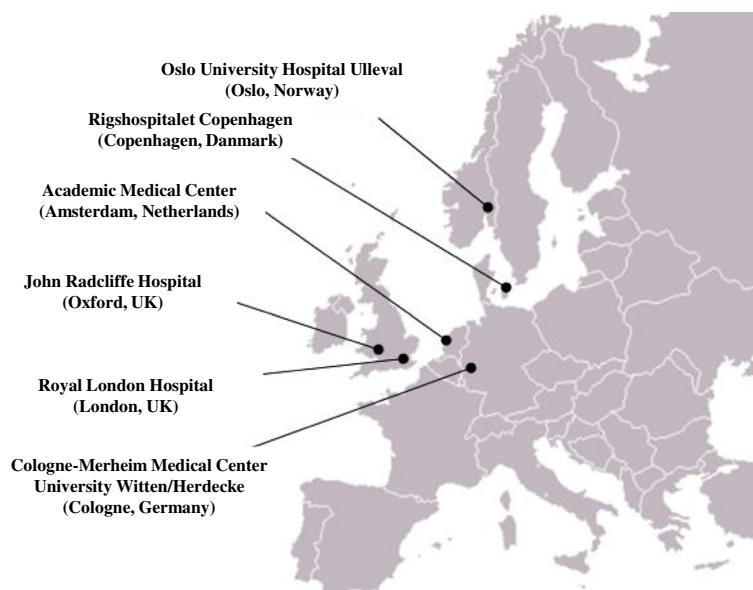 Oslo University Hospital Ulleval
(Oslo, Norway)
Rigshospitalet Copenhagen
(Copenhagen, Danmark)
Academic Medical Center
(Amsterdam, Netherlands)
John Radcliffe Hospital
(Oxford, UK)
Royal London Hospital
(London, UK)
Cologne-Merheim Medical Center
University Witten/Herdecke
(Cologne, Germany)